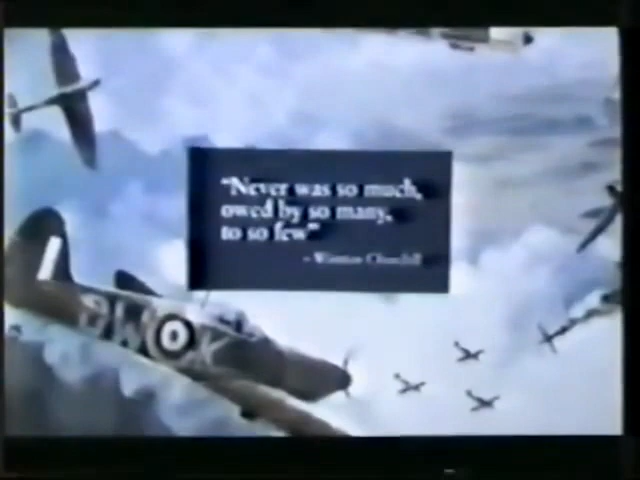 "Never was so much,
owed by so many,
to so few"
- Winston Churchill